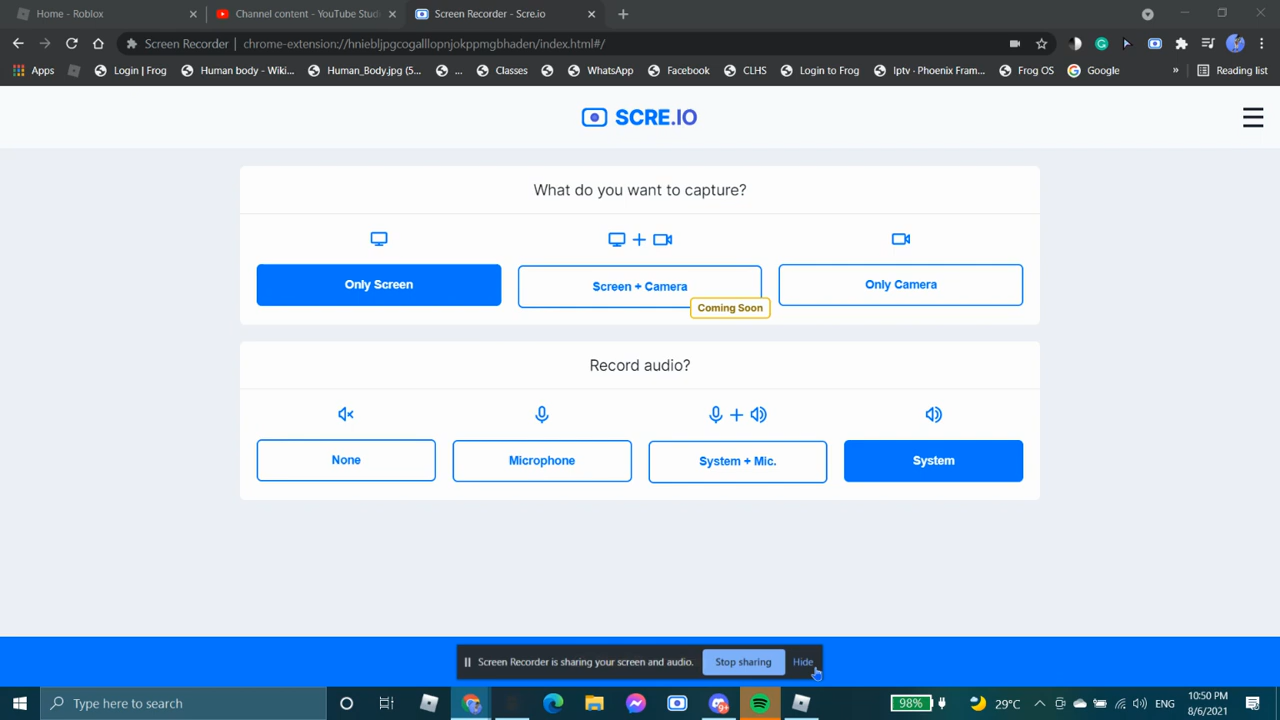 Home - Roblox
Channel content - YouTube Studi
Screen Recorder - Scre.io
Screen Recorder
chrome-extension://hniebljpgcogalllopnjokppmgbhaden/index.html#/
Apps
Login | Frog
Human body - Wiki...
Human_Body.jpg (5...
...
Classes
WhatsApp
Facebook
CLHS
Login to Frog
Iptv - Phoenix Fram...
Frog OS
Google
»
Reading list
SCRE.IO
What do you want to capture?
Only Screen
Screen + Camera
Only Camera
Coming Soon
Record audio?
None
Microphone
System + Mic.
System
Screen Recorder is sharing your screen and audio.
Stop sharing
Hide
Type here to search
98%
29°C
ENG
10:50 PM
8/6/2021